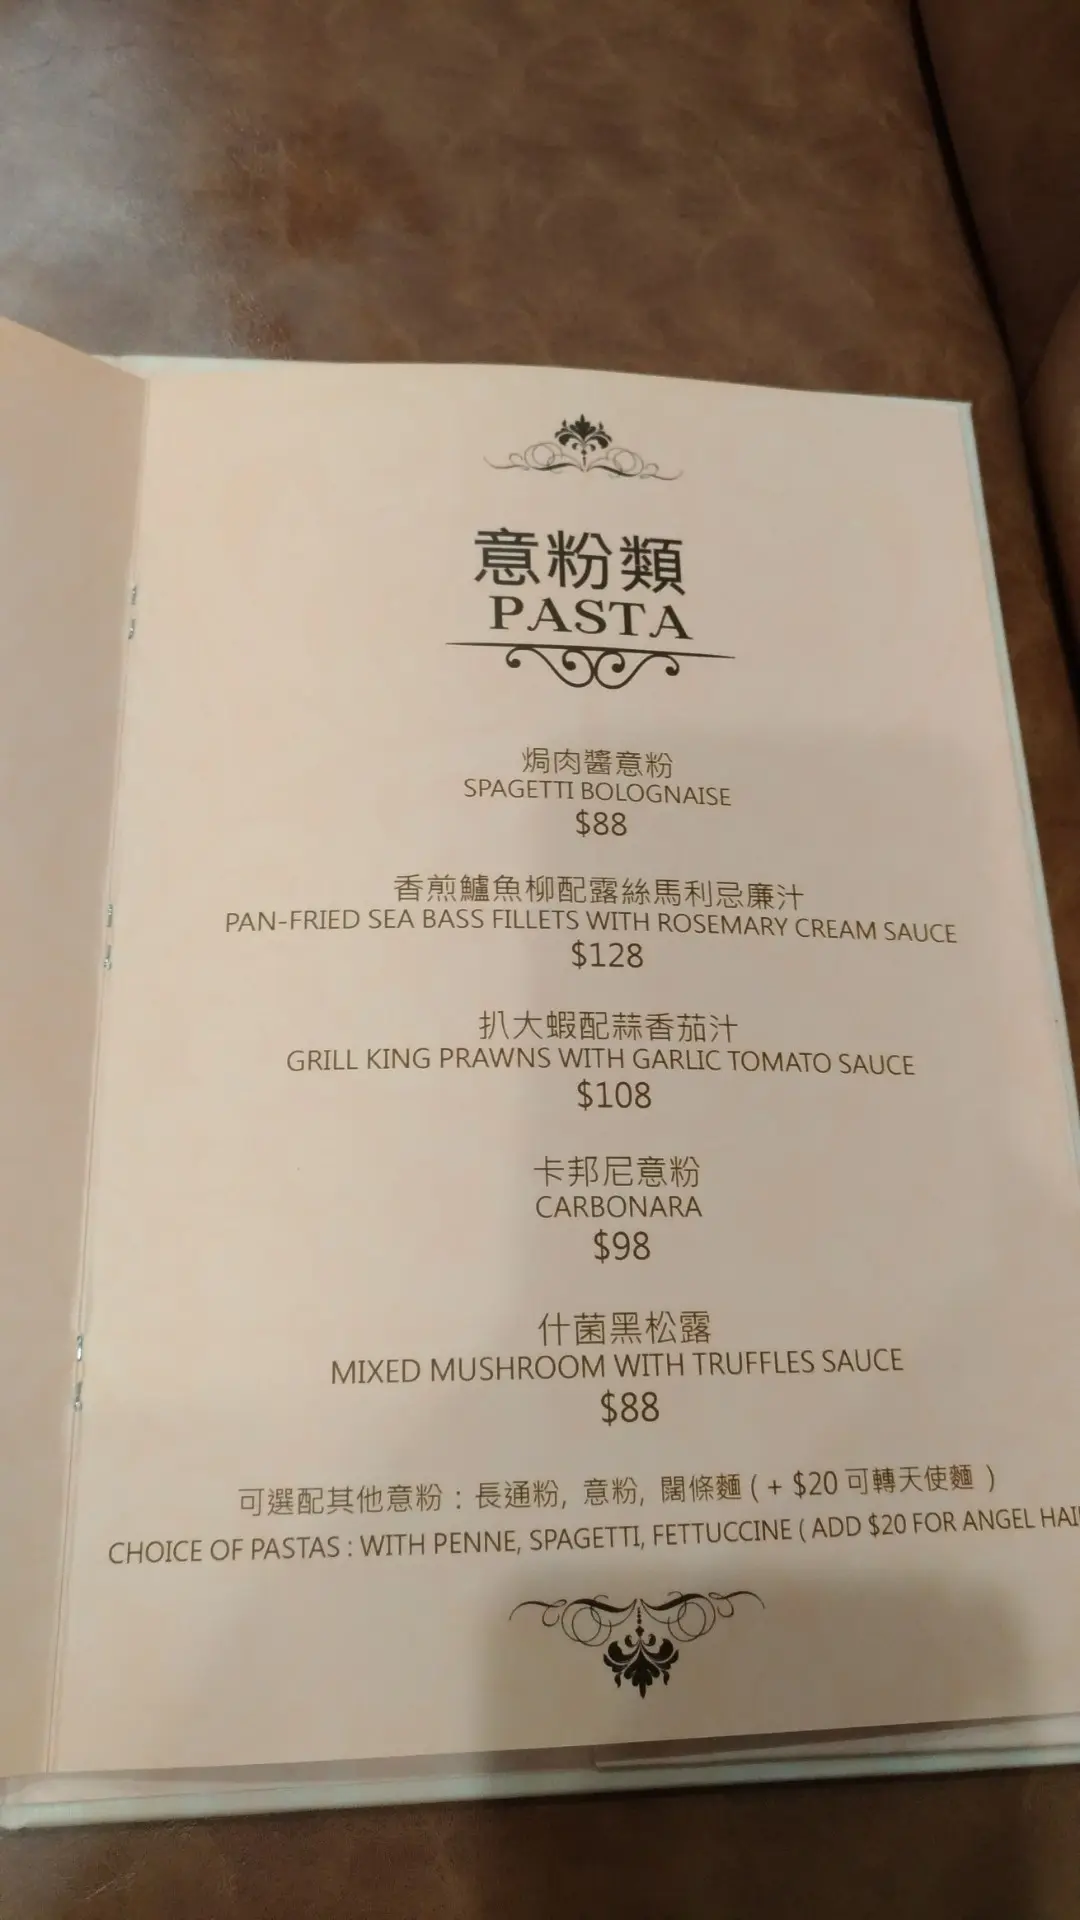 意粉類
PASTA
焗肉醬意粉
SPAGETTI BOLOGNAISE
$88
香煎鱸魚柳配露絲馬利忌廉汁
PAN-FRIED SEA BASS FILLETS WITH ROSEMARY CREAM SAUCE
$128
扒大蝦配蒜香茄汁
GRILL KING PRAWNS WITH GARLIC TOMATO SAUCE
$108
卡邦尼意粉
CARBONARA
$98
什菌黑松露
MIXED MUSHROOM WITH TRUFFLES SAUCE
$88
可選配其他意粉 : 長通粉, 意粉, 闊條麵 ( + $20 可轉天使麵 )
CHOICE OF PASTAS : WITH PENNE, SPAGETTI, FETTUCCINE ( ADD $20 FOR ANGEL